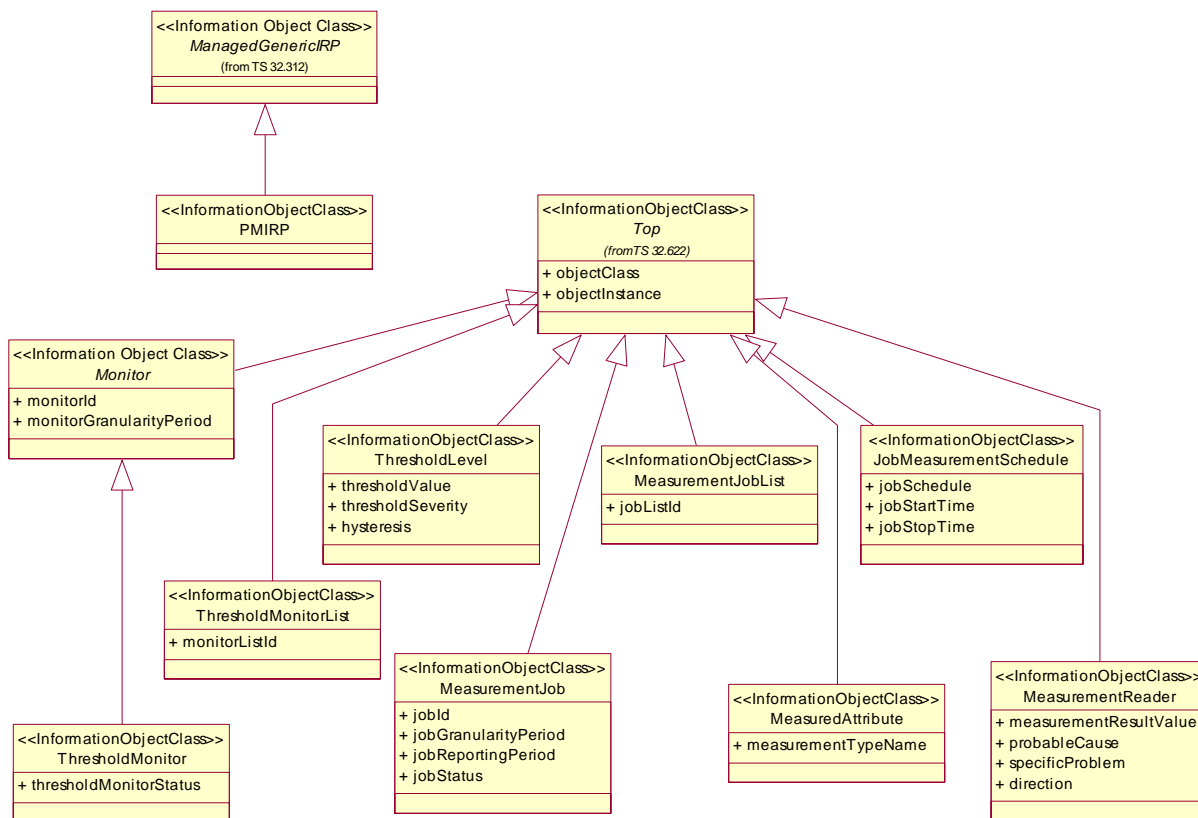 <<Information Object Class>>
ManagedGenericIRP
(from TS 32.312)
<<InformationObjectClass>>
PMIRP
<<InformationObjectClass>>
Top
(fromTS 32.622)
+ objectClass
+ objectInstance
<<Information Object Class>>
Monitor
+ monitorId
+ monitorGranularityPeriod
<<InformationObjectClass>>
ThresholdLevel
+ thresholdValue
+ thresholdSeverity
+ hysteresis
<<InformationObjectClass>>
MeasurementJobList
+ jobListId
<<InformationObjectClass>>
JobMeasurementSchedule
+ jobSchedule
+ jobStartTime
+ jobStopTime
<<InformationObjectClass>>
ThresholdMonitorList
+ monitorListId
<<InformationObjectClass>>
MeasurementJob
+ jobId
+ jobGranularityPeriod
+ jobReportingPeriod
+ jobStatus
<<InformationObjectClass>>
MeasuredAttribute
+ measurementTypeName
<<InformationObjectClass>>
MeasurementReader
+ measurementResultValue
+ probableCause
+ specificProblem
+ direction
<<InformationObjectClass>>
ThresholdMonitor
+ thresholdMonitorStatus